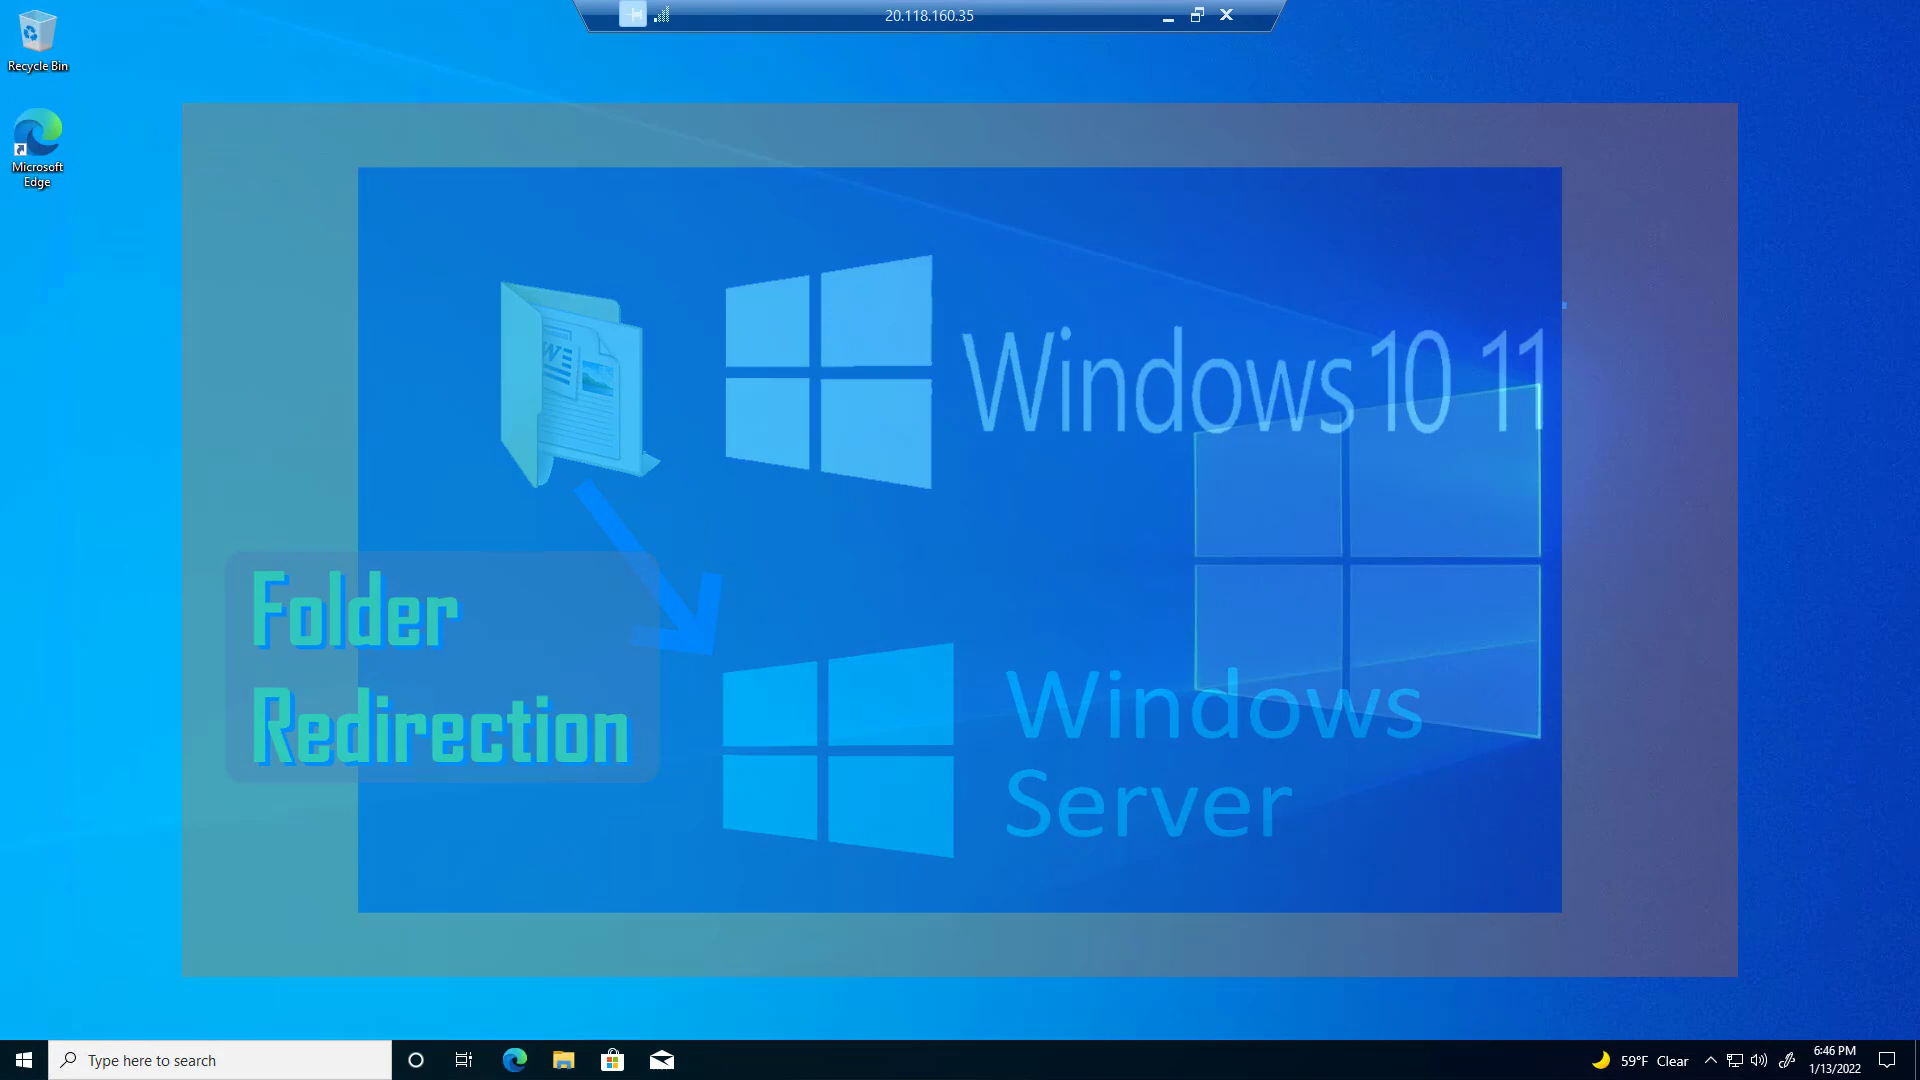 20.118.160.35
Recycle Bin
Microsoft
Edge
W
Windows 10 11
Folder
Redirection
Windows
Server
Type here to search
59°F Clear
6:46 PM
1/13/2022